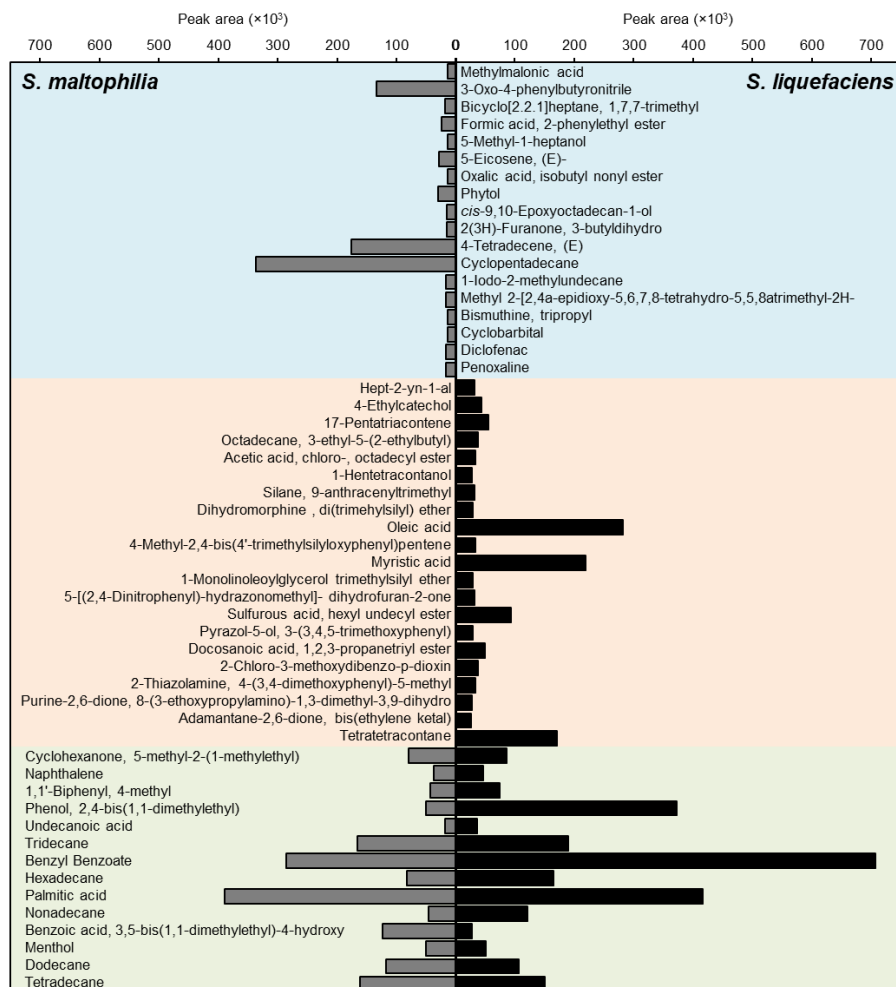 Peak area (×10³) Peak area (×10³)
700 600 500 400 300 200 100 0 100 200 300 400 500 600 700
S. maltophilia S. liquefaciens
Methylmalonic acid
3-Oxo-4-phenylbutyronitrile
Bicyclo[2.2.1]heptane, 1,7,7-trimethyl
Formic acid, 2-phenylethyl ester
5-Methyl-1-heptanol
5-Eicosene, (E)-
Oxalic acid, isobutyl nonyl ester
Phytol
cis-9,10-Epoxyoctadecan-1-ol
2(3H)-Furanone, 3-butyldihydro
4-Tetradecene, (E)
Cyclopentadecane
1-Iodo-2-methylundecane
Methyl 2-[2,4a-epidioxy-5,6,7,8-tetrahydro-5,5,8atrimethyl-2H-
Bismuthine, tripropyl
Cyclobarbital
Diclofenac
Penoxaline
Hept-2-yn-1-al
4-Ethylcatechol
17-Pentatriacontene
Octadecane, 3-ethyl-5-(2-ethylbutyl)
Acetic acid, chloro-, octadecyl ester
1-Hentetracontanol
Silane, 9-anthracenyltrimethyl
Dihydromorphine , di(trimehylsilyl) ether
Oleic acid
4-Methyl-2,4-bis(4'-trimethylsilyloxyphenyl)pentene
Myristic acid
1-Monolinoleoylglycerol trimethylsilyl ether
5-[(2,4-Dinitrophenyl)-hydrazonomethyl]- dihydrofuran-2-one
Sulfurous acid, hexyl undecyl ester
Pyrazol-5-ol, 3-(3,4,5-trimethoxyphenyl)
Docosanoic acid, 1,2,3-propanetriyl ester
2-Chloro-3-methoxydibenzo-p-dioxin
2-Thiazolamine, 4-(3,4-dimethoxyphenyl)-5-methyl
Purine-2,6-dione, 8-(3-ethoxypropylamino)-1,3-dimethyl-3,9-dihydro
Adamantane-2,6-dione, bis(ethylene ketal)
Tetratetracontane
Cyclohexanone, 5-methyl-2-(1-methylethyl)
Naphthalene
1,1'-Biphenyl, 4-methyl
Phenol, 2,4-bis(1,1-dimethylethyl)
Undecanoic acid
Tridecane
Benzyl Benzoate
Hexadecane
Palmitic acid
Nonadecane
Benzoic acid, 3,5-bis(1,1-dimethylethyl)-4-hydroxy
Menthol
Dodecane
Tetradecane